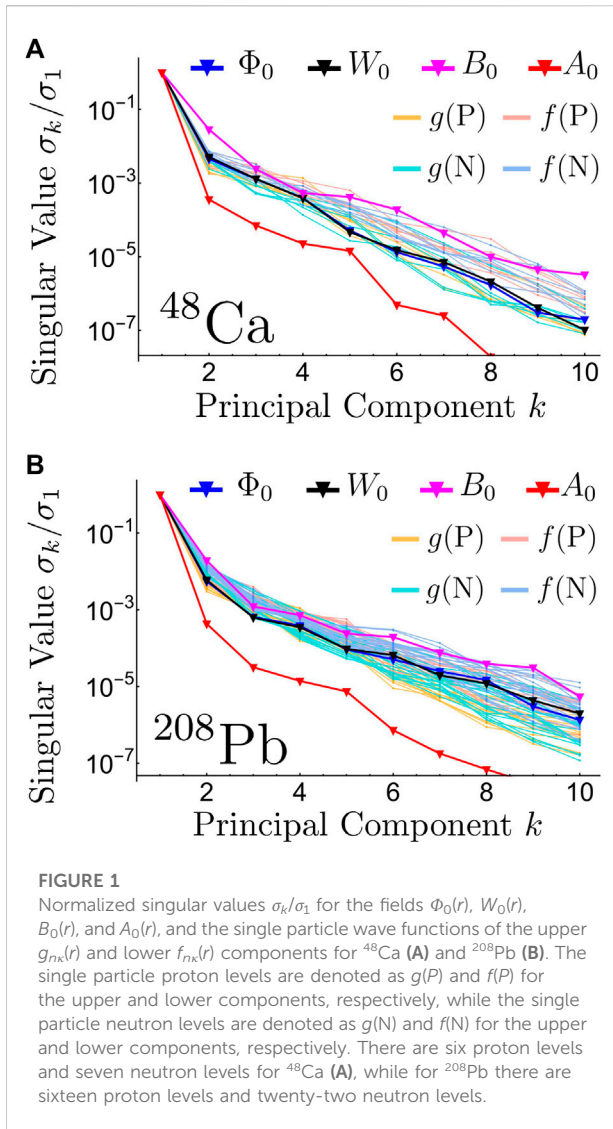 A
Φ₀ W₀ B₀ A₀
g(P) f(P)
g(N) f(N)
Singular Value σₖ/σ₁
10⁻¹
10⁻³
10⁻⁵
10⁻⁷
⁴⁸Ca
2 4 6 8 10
Principal Component k
B
Φ₀ W₀ B₀ A₀
g(P) f(P)
g(N) f(N)
Singular Value σₖ/σ₁
10⁻¹
10⁻³
10⁻⁵
10⁻⁷
²⁰⁸Pb
2 4 6 8 10
Principal Component k
FIGURE 1
Normalized singular values σₖ/σ₁ for the fields Φ₀(r), W₀(r),
B₀(r), and A₀(r), and the single particle wave functions of the upper
gₙκ(r) and lower fₙκ(r) components for ⁴⁸Ca (A) and ²⁰⁸Pb (B). The
single particle proton levels are denoted as g(P) and f(P) for
the upper and lower components, respectively, while the single
particle neutron levels are denoted as g(N) and f(N) for the upper
and lower components, respectively. There are six proton levels
and seven neutron levels for ⁴⁸Ca (A), while for ²⁰⁸Pb there are
sixteen proton levels and twenty-two neutron levels.